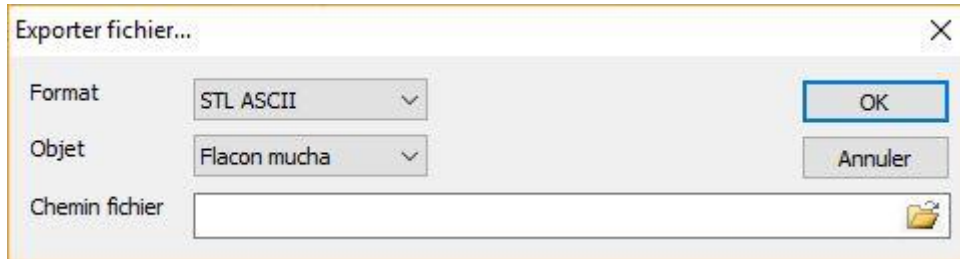 Exporter fichier...
Format
STL ASCII
OK
Objet
Flacon mucha
Annuler
Chemin fichier